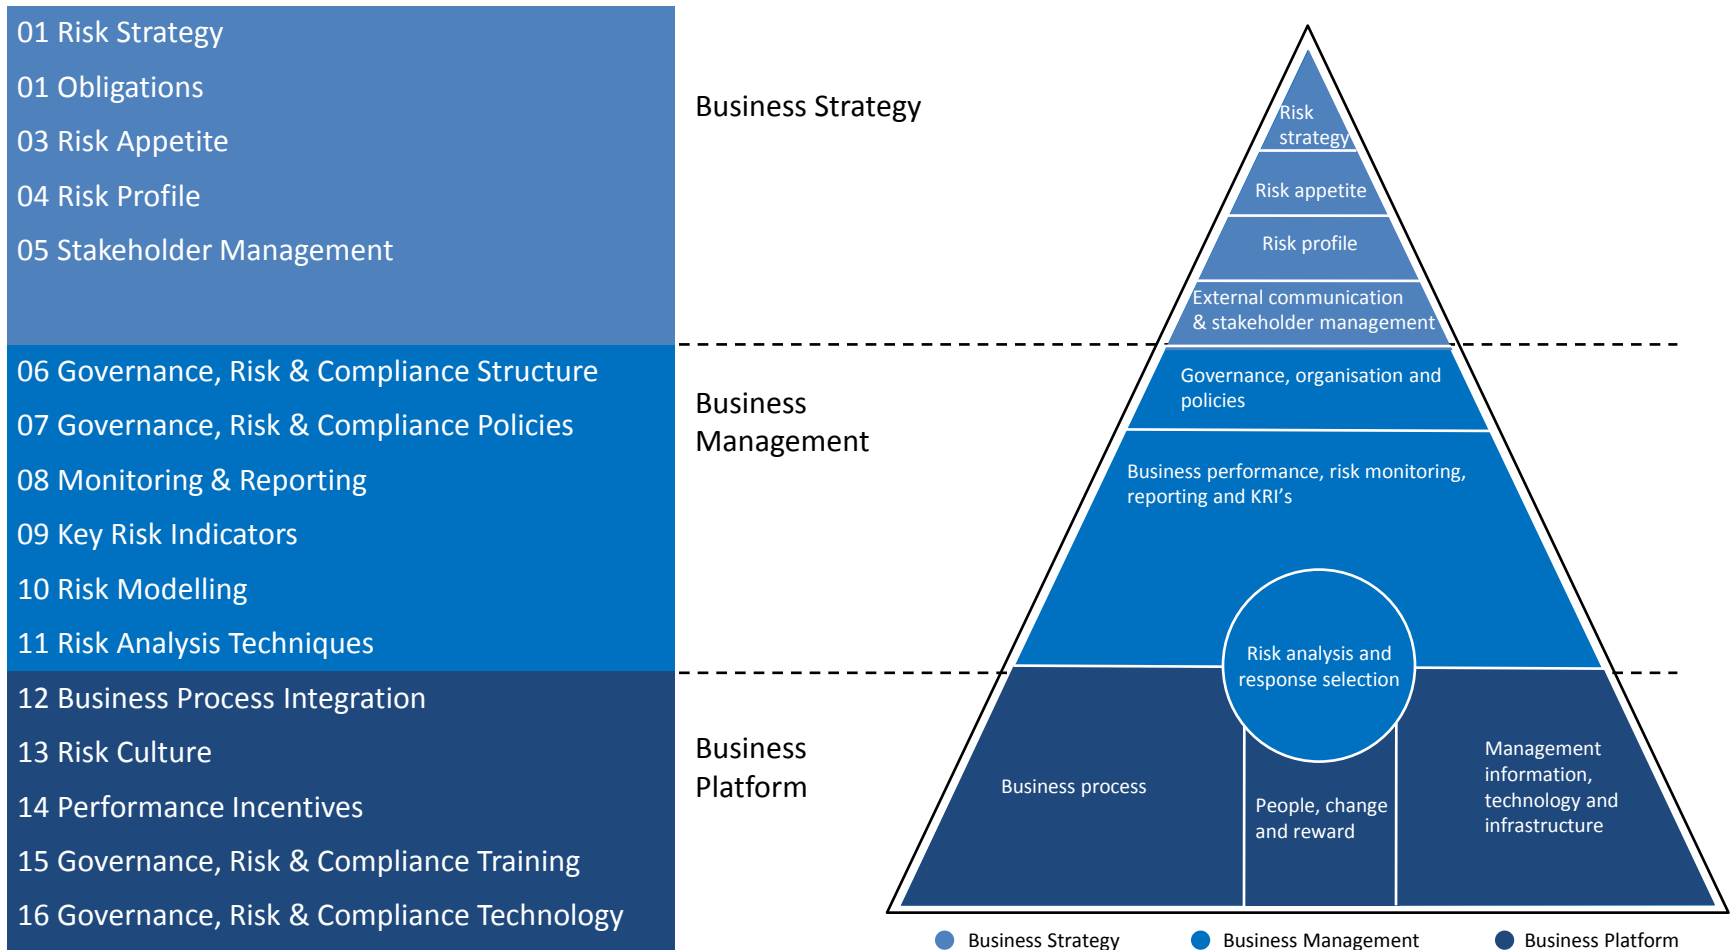 01 Risk Strategy
01 Obligations
03 Risk Appetite
04 Risk Profile
05 Stakeholder Management
06 Governance, Risk & Compliance Structure
07 Governance, Risk & Compliance Policies
08 Monitoring & Reporting
09 Key Risk Indicators
10 Risk Modelling
11 Risk Analysis Techniques
12 Business Process Integration
13 Risk Culture
14 Performance Incentives
15 Governance, Risk & Compliance Training
16 Governance, Risk & Compliance Technology
Business Strategy
Business
Management
Business
Platform
Risk
strategy
Risk appetite
Risk profile
External communication
& stakeholder management
Governance, organisation and
policies
Business performance, risk monitoring,
reporting and KRI's
Risk analysis and
response selection
Business process
People, change
and reward
Management
information,
technology and
infrastructure
Business Strategy
Business Management
Business Platform